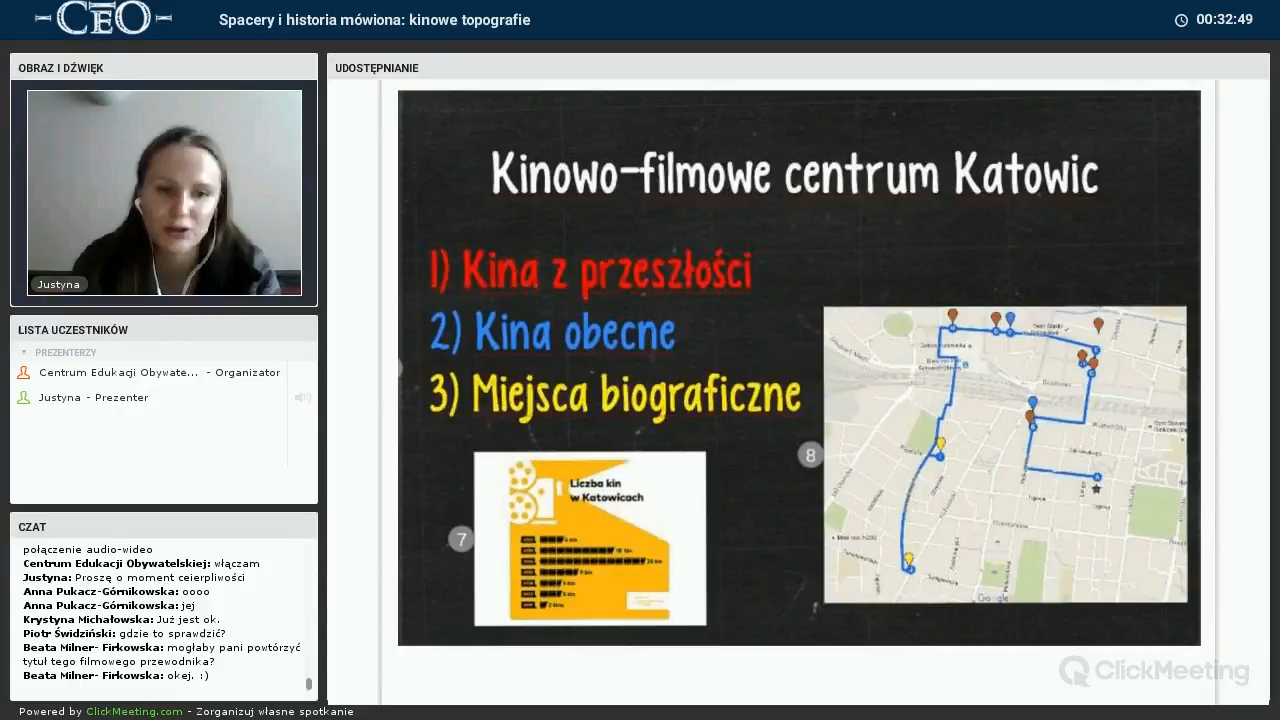 CEO
Spacery i historia mówiona: kinowe topografie
00:32:49
OBRAZ I DŹWIĘK
Justyna
LISTA UCZESTNIKÓW
PREZENTERZY
Centrum Edukacji Obywate... - Organizator
Justyna - Prezenter
CZAT
połączenie audio-video
Centrum Edukacji Obywatelskiej: włączam
Justyna: Proszę o moment ceierpliwości
Anna Pukacz-Górnikowska: oooo
Anna Pukacz-Górnikowska: jej
Krystyna Michałowska: Już jest ok.
Piotr Świdziński: gdzie to sprawdzić?
Beata Milner- Firkowska: mogłaby pani powtórzyć
tytuł tego filmowego przewodnika?
Beata Milner- Firkowska: okej. :)
UDOSTĘPNIANIE
Kinowo-filmowe centrum Katowic
1) Kina z przeszłości
2) Kina obecne
3) Miejsca biograficzne
7
Liczba kin
w Katowicach
8
Google
ClickMeeting
Powered by ClickMeeting.com - Zorganizuj własne spotkanie